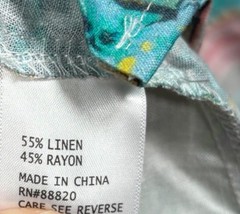 55% LINEN
45% RAYON
MADE IN CHINA
RN#88820
CARE SEE REVERSE